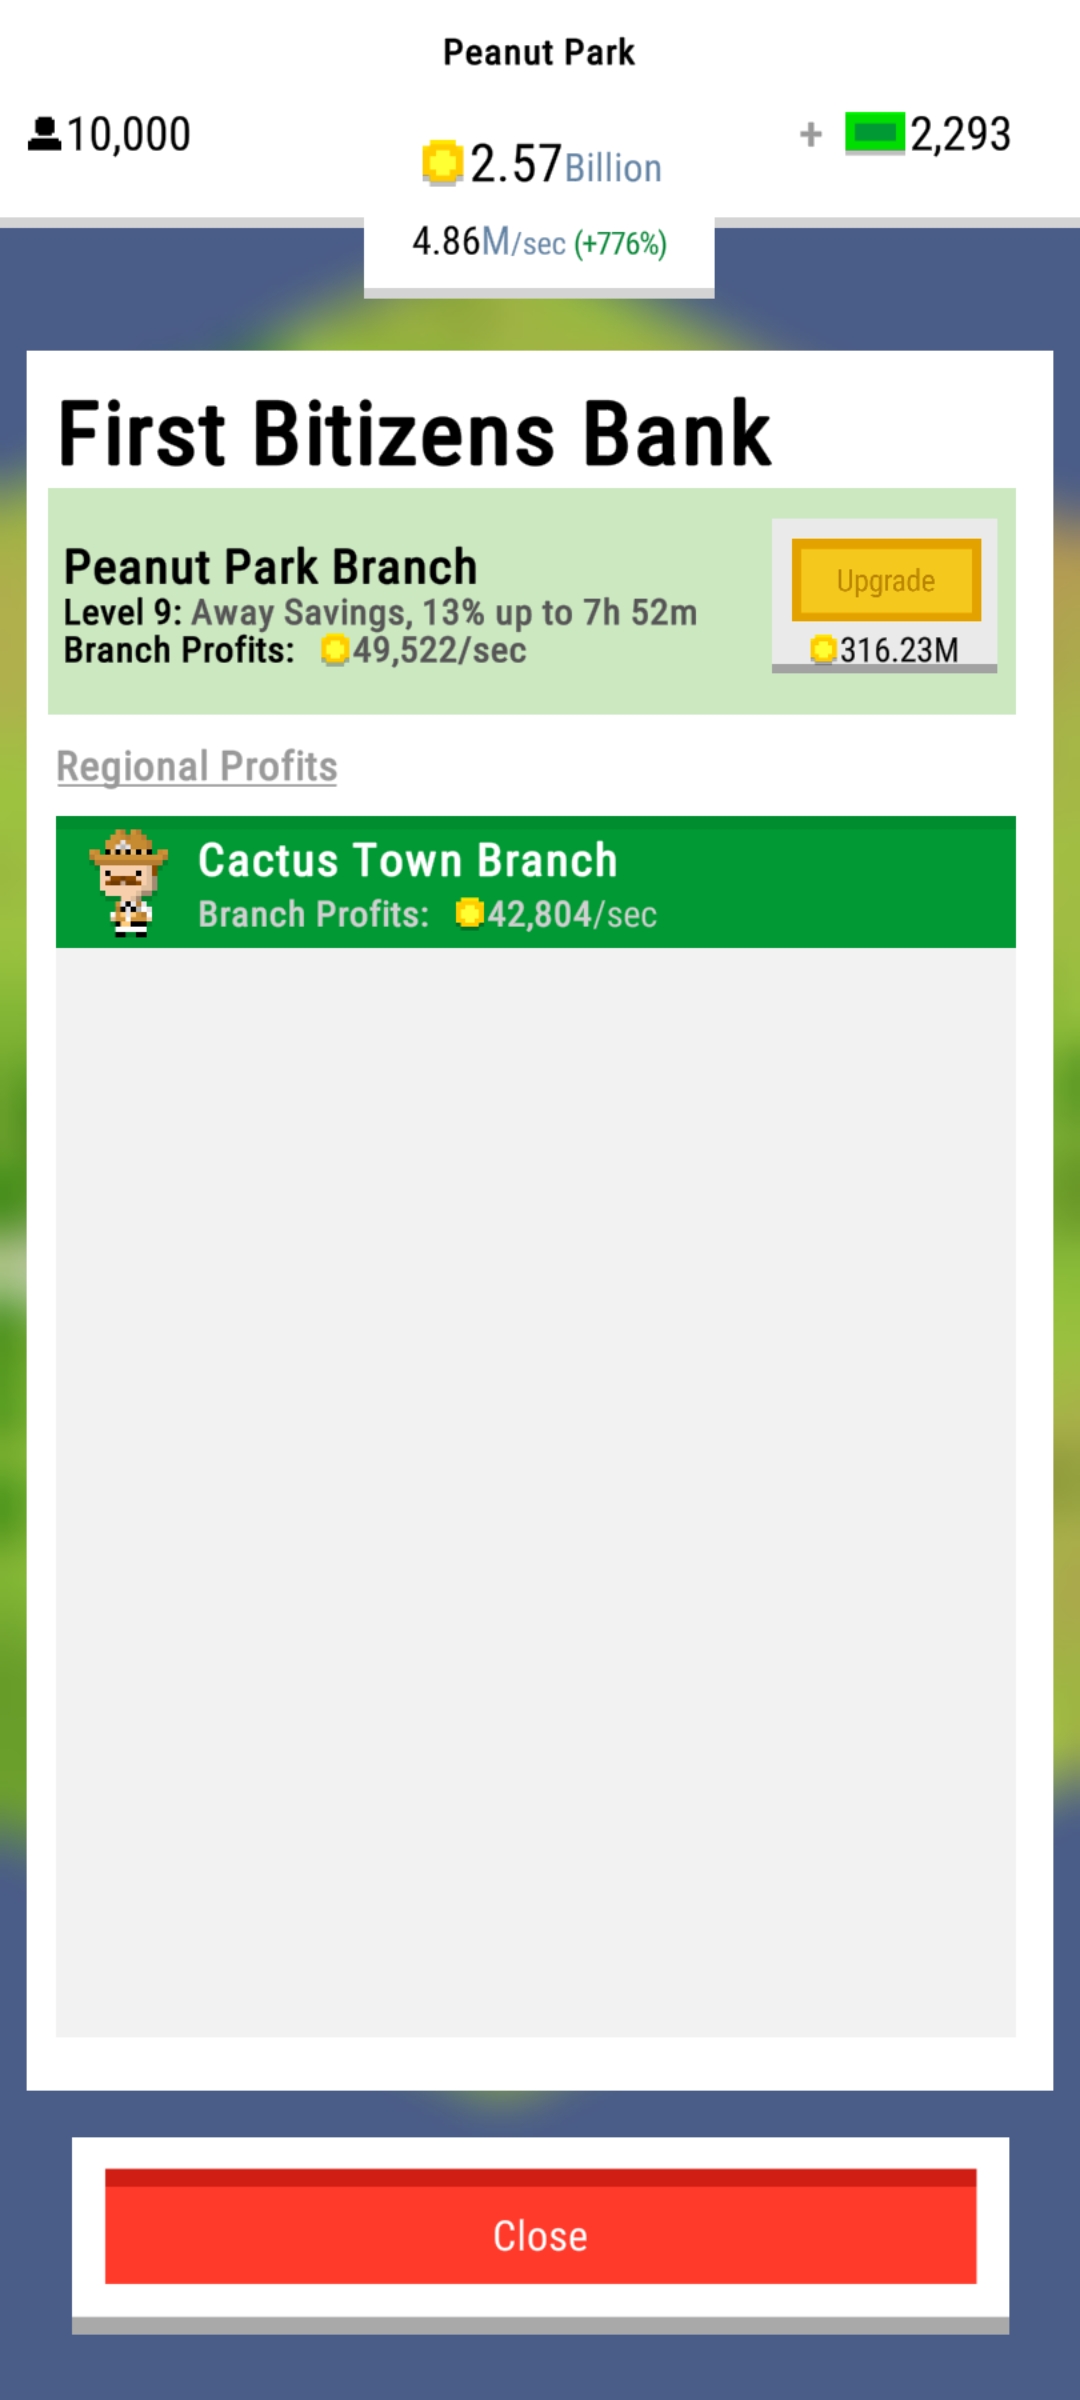 Peanut Park
10,000
2.57Billion
+ 2,293
4.86M/sec (+776%)
First Bitizens Bank
Peanut Park Branch
Level 9: Away Savings, 13% up to 7h 52m
Branch Profits: 49,522/sec
Upgrade
316.23M
Regional Profits
Cactus Town Branch
Branch Profits: 42,804/sec
Close